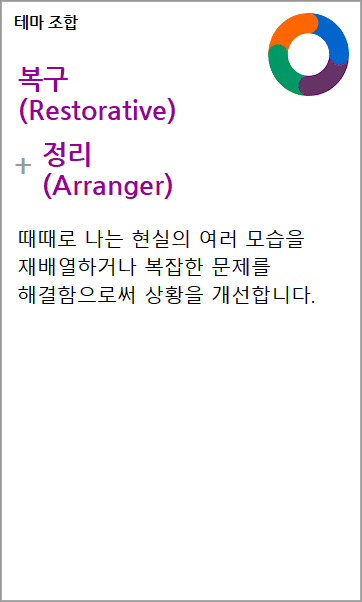 테마 조합
복구
(Restorative)
+ 정리
(Arranger)
때때로 나는 현실의 여러 모습을
재배열하거나 복잡한 문제를
해결함으로써 상황을 개선합니다.